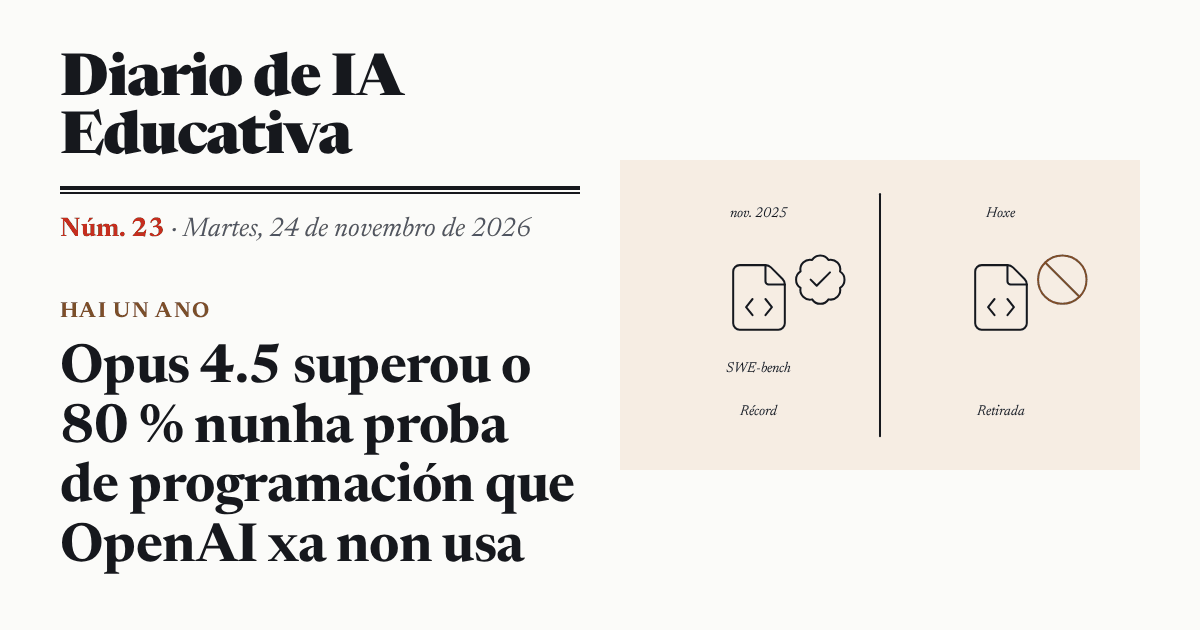 Diario de IA
Educativa
Núm. 23 · Martes, 24 de novembro de 2026
HAI UN ANO
Opus 4.5 superou o
80 % nunha proba
de programación que
OpenAI xa non usa
nov. 2025
SWE-bench
Récord
Hoxe
Retirada